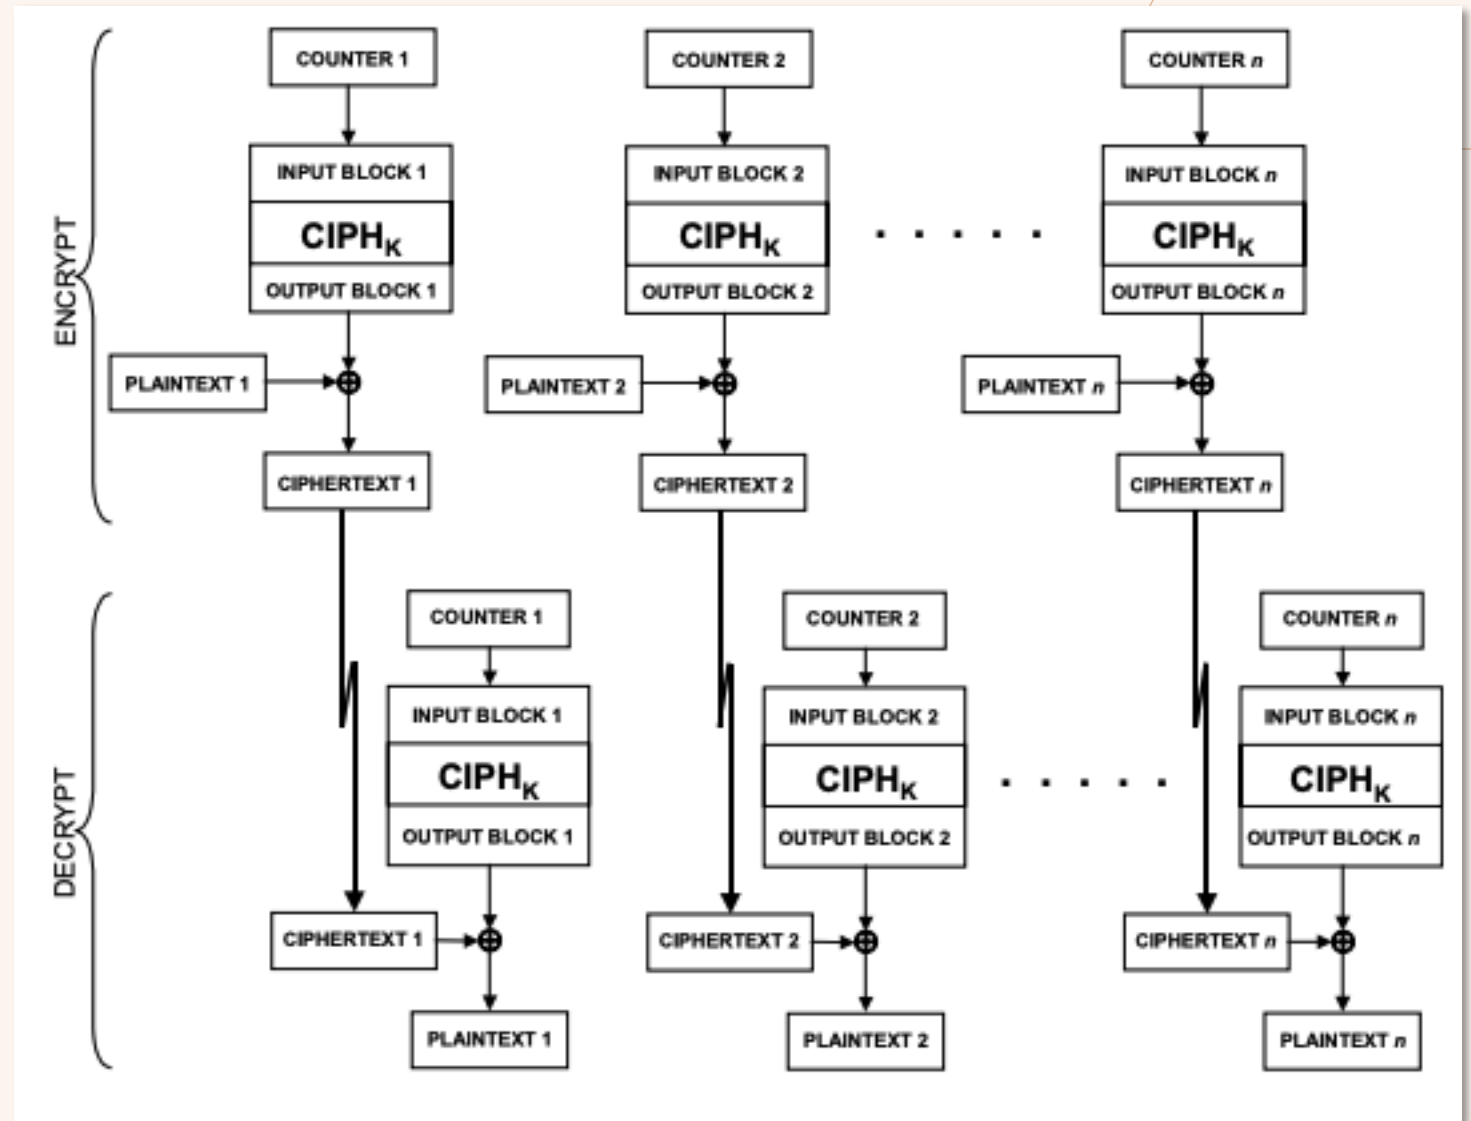 ENCRYPT
COUNTER 1
COUNTER 2
COUNTER n
INPUT BLOCK 1
INPUT BLOCK 2
INPUT BLOCK n
CIPHK
CIPHK
CIPHK
OUTPUT BLOCK 1
OUTPUT BLOCK 2
OUTPUT BLOCK n
PLAINTEXT 1
PLAINTEXT 2
PLAINTEXT n
CIPHERTEXT 1
CIPHERTEXT 2
CIPHERTEXT n
DECRYPT
COUNTER 1
COUNTER 2
COUNTER n
INPUT BLOCK 1
INPUT BLOCK 2
INPUT BLOCK n
CIPHK
CIPHK
CIPHK
OUTPUT BLOCK 1
OUTPUT BLOCK 2
OUTPUT BLOCK n
CIPHERTEXT 1
CIPHERTEXT 2
CIPHERTEXT n
PLAINTEXT 1
PLAINTEXT 2
PLAINTEXT n